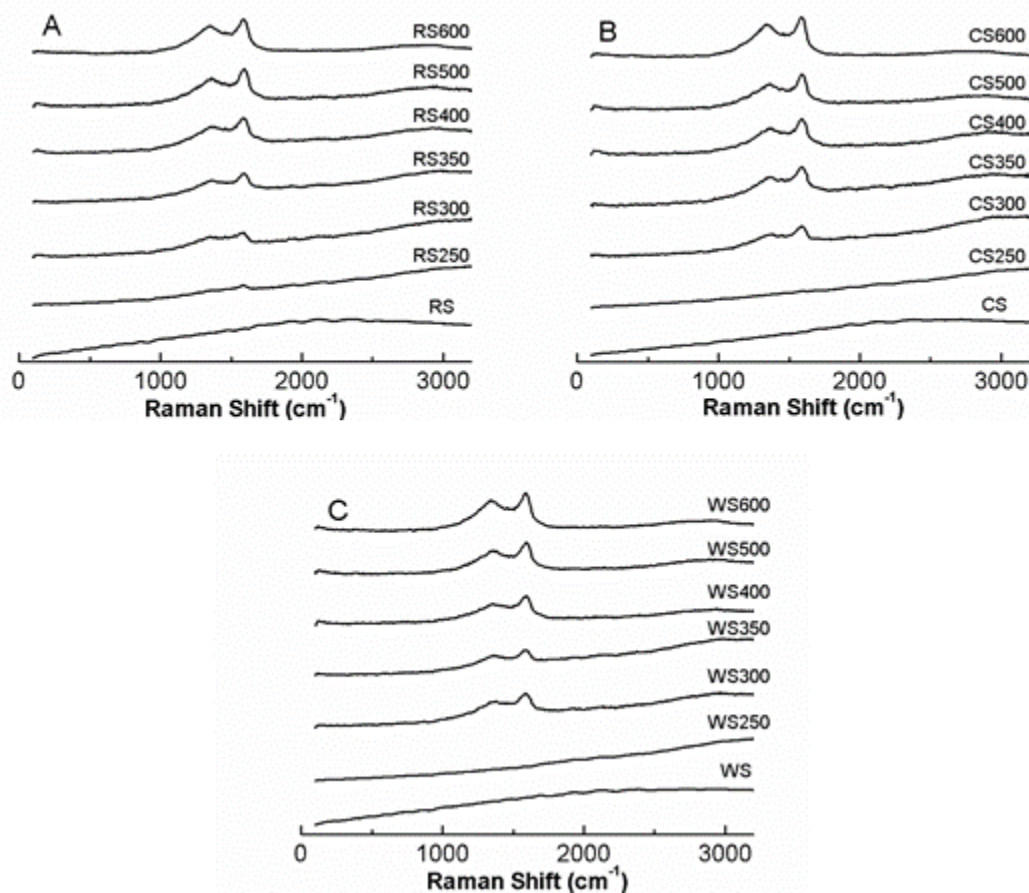 A
RS600
RS500
RS400
RS350
RS300
RS250
RS
0 1000 2000 3000
Raman Shift (cm⁻¹)
B
CS600
CS500
CS400
CS350
CS300
CS250
CS
0 1000 2000 3000
Raman Shift (cm⁻¹)
C
WS600
WS500
WS400
WS350
WS300
WS250
WS
0 1000 2000 3000
Raman Shift (cm⁻¹)